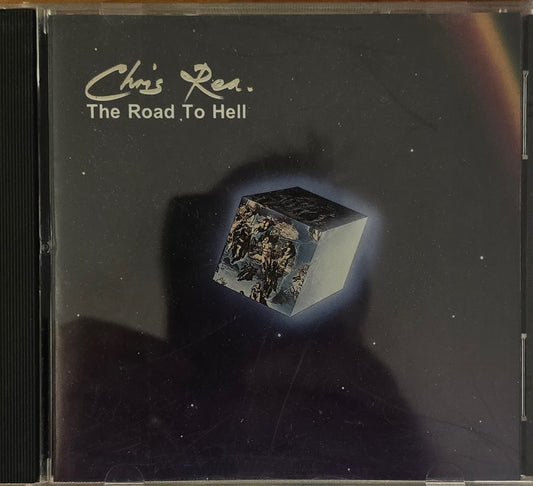 Chris Rea.
The Road To Hell